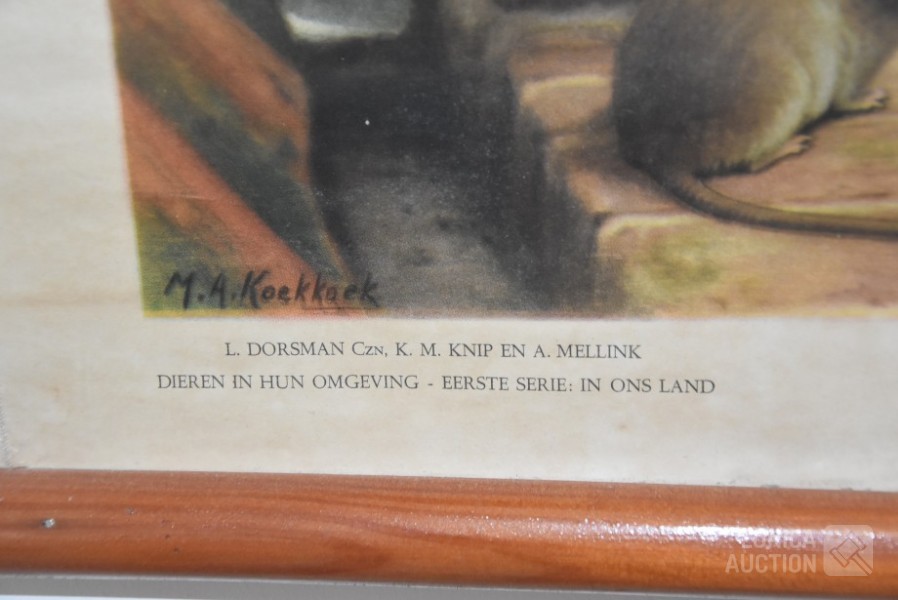 M.A. Koekkoek
L. DORSMAN Czn, K. M. KNIP EN A. MELLINK
DIEREN IN HUN OMGEVING - EERSTE SERIE: IN ONS LAND
AUCTION